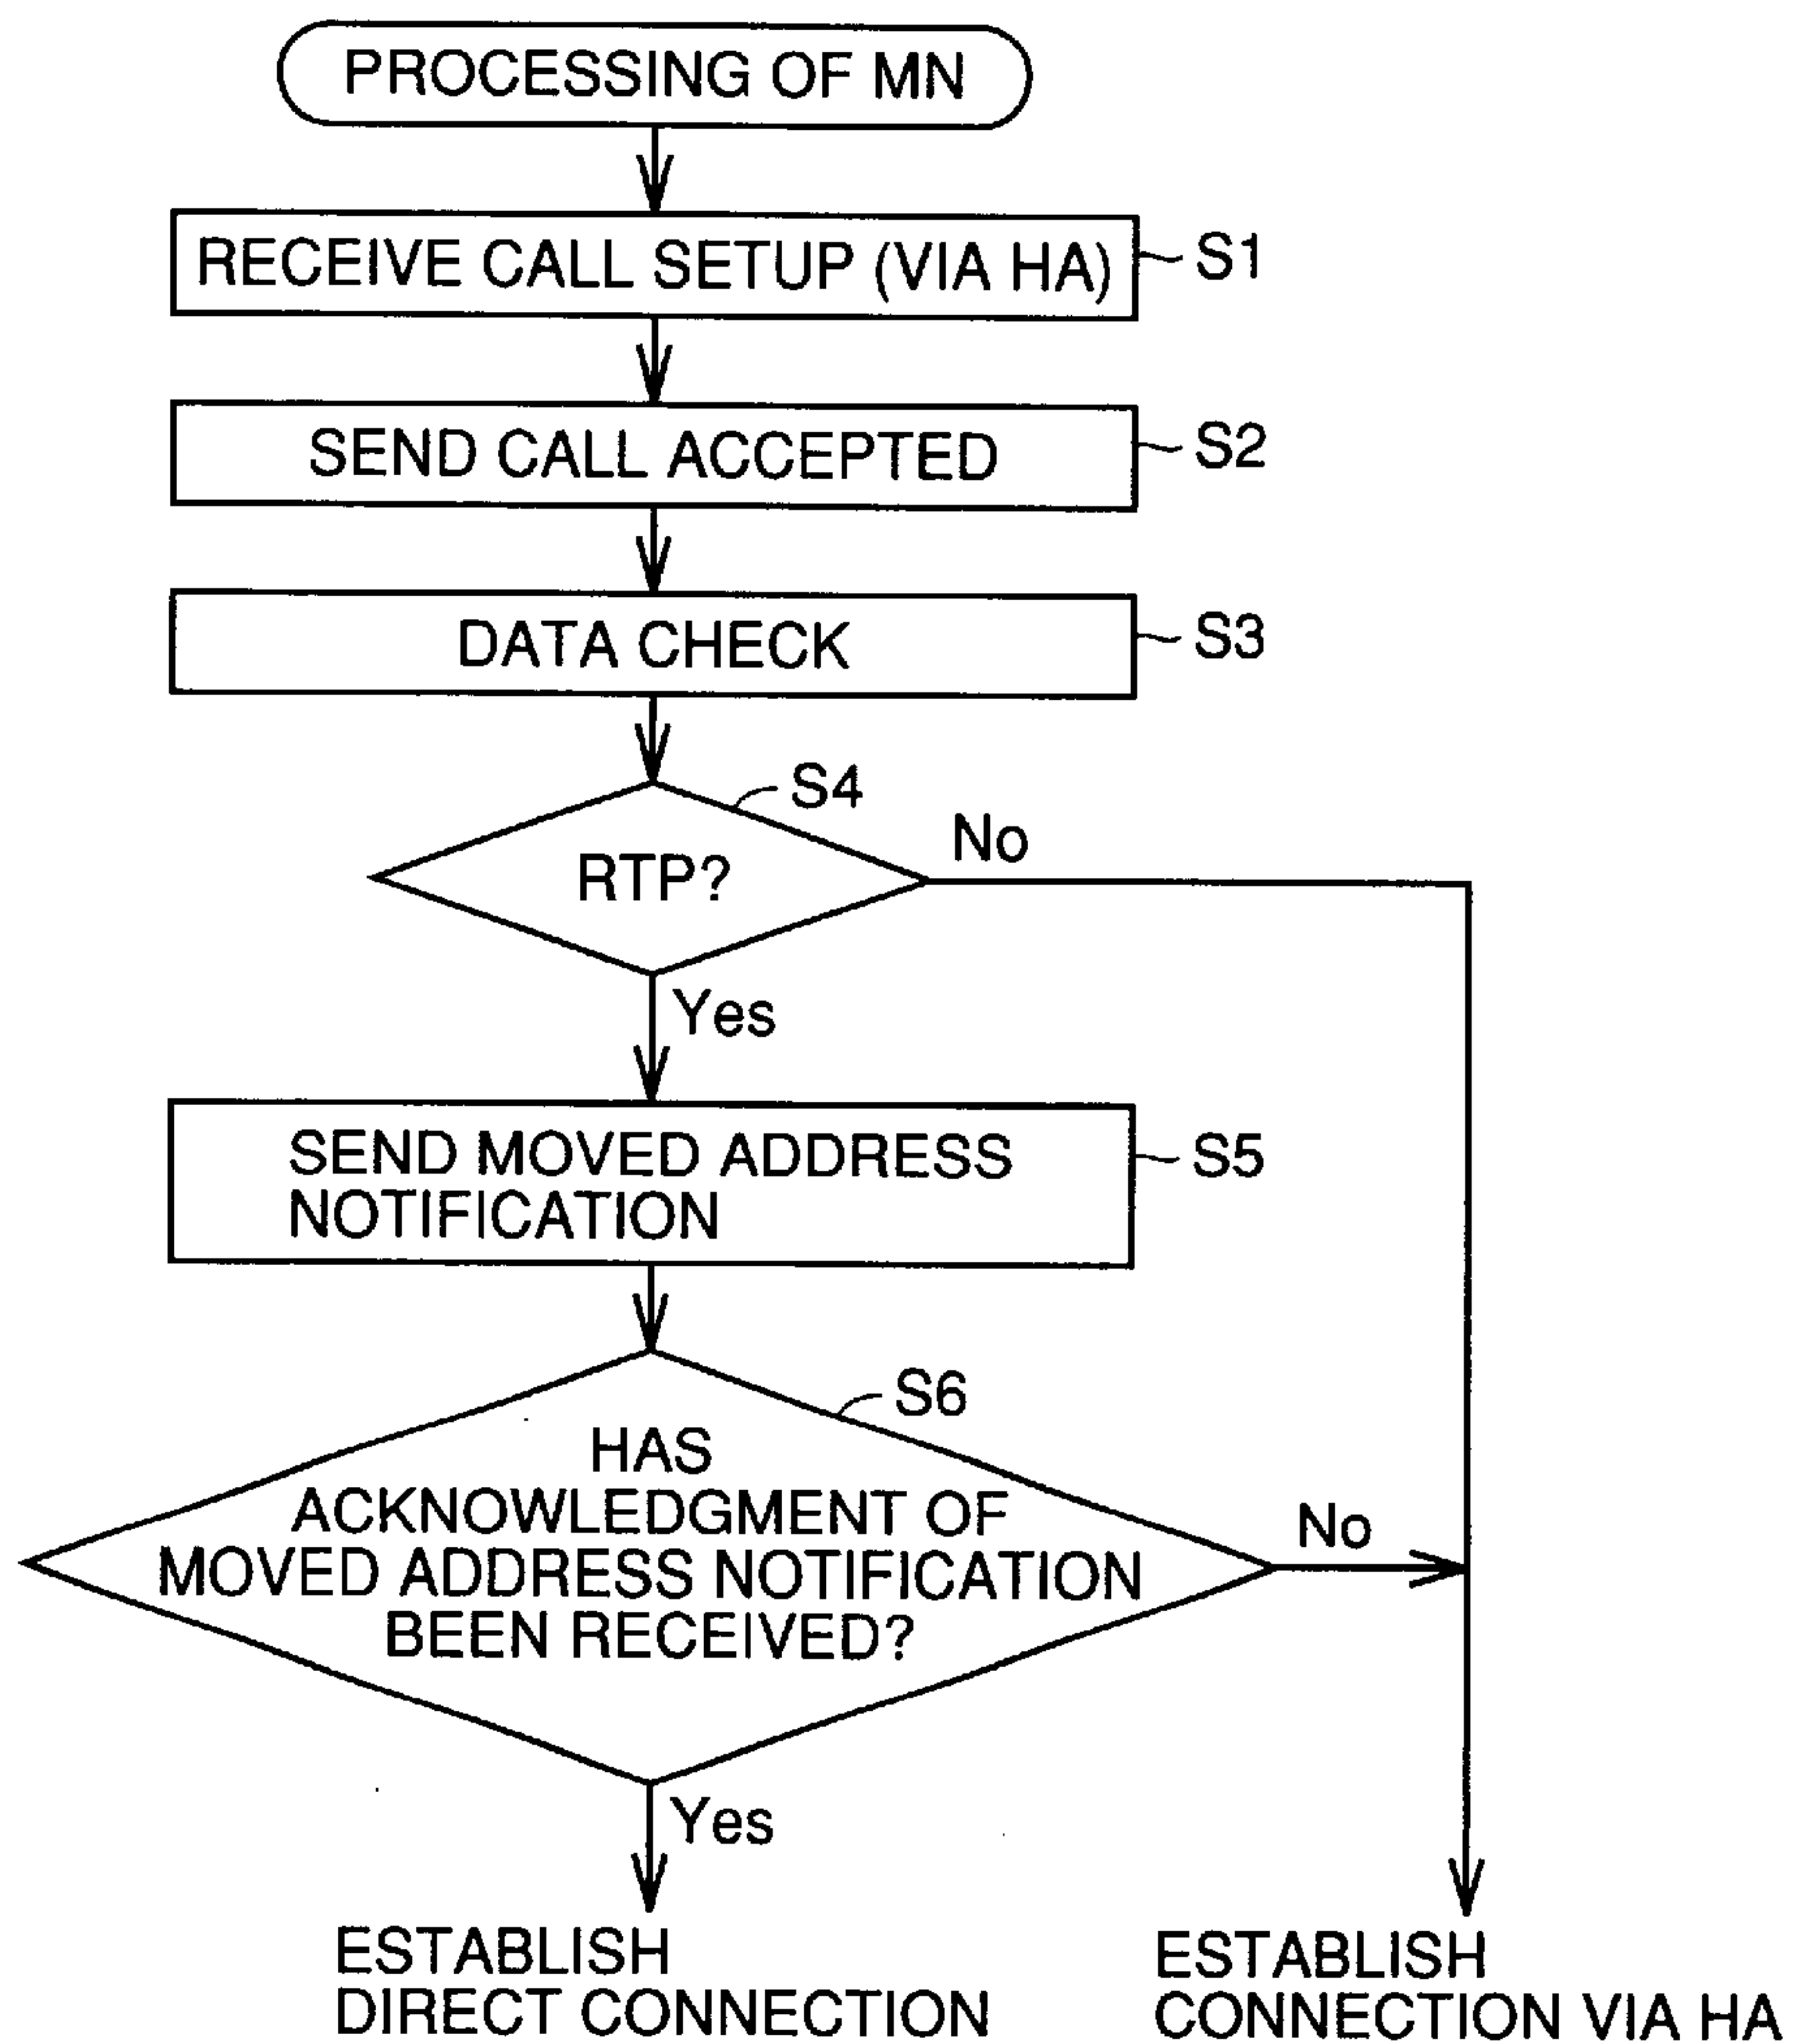 PROCESSING OF MN
RECEIVE CALL SETUP (VIA HA)
S1
SEND CALL ACCEPTED
S2
DATA CHECK
S3
S4
RTP?
No
Yes
SEND MOVED ADDRESS
NOTIFICATION
S5
S6
HAS
ACKNOWLEDGMENT OF
MOVED ADDRESS NOTIFICATION
BEEN RECEIVED?
No
Yes
ESTABLISH
DIRECT CONNECTION
ESTABLISH
CONNECTION VIA HA